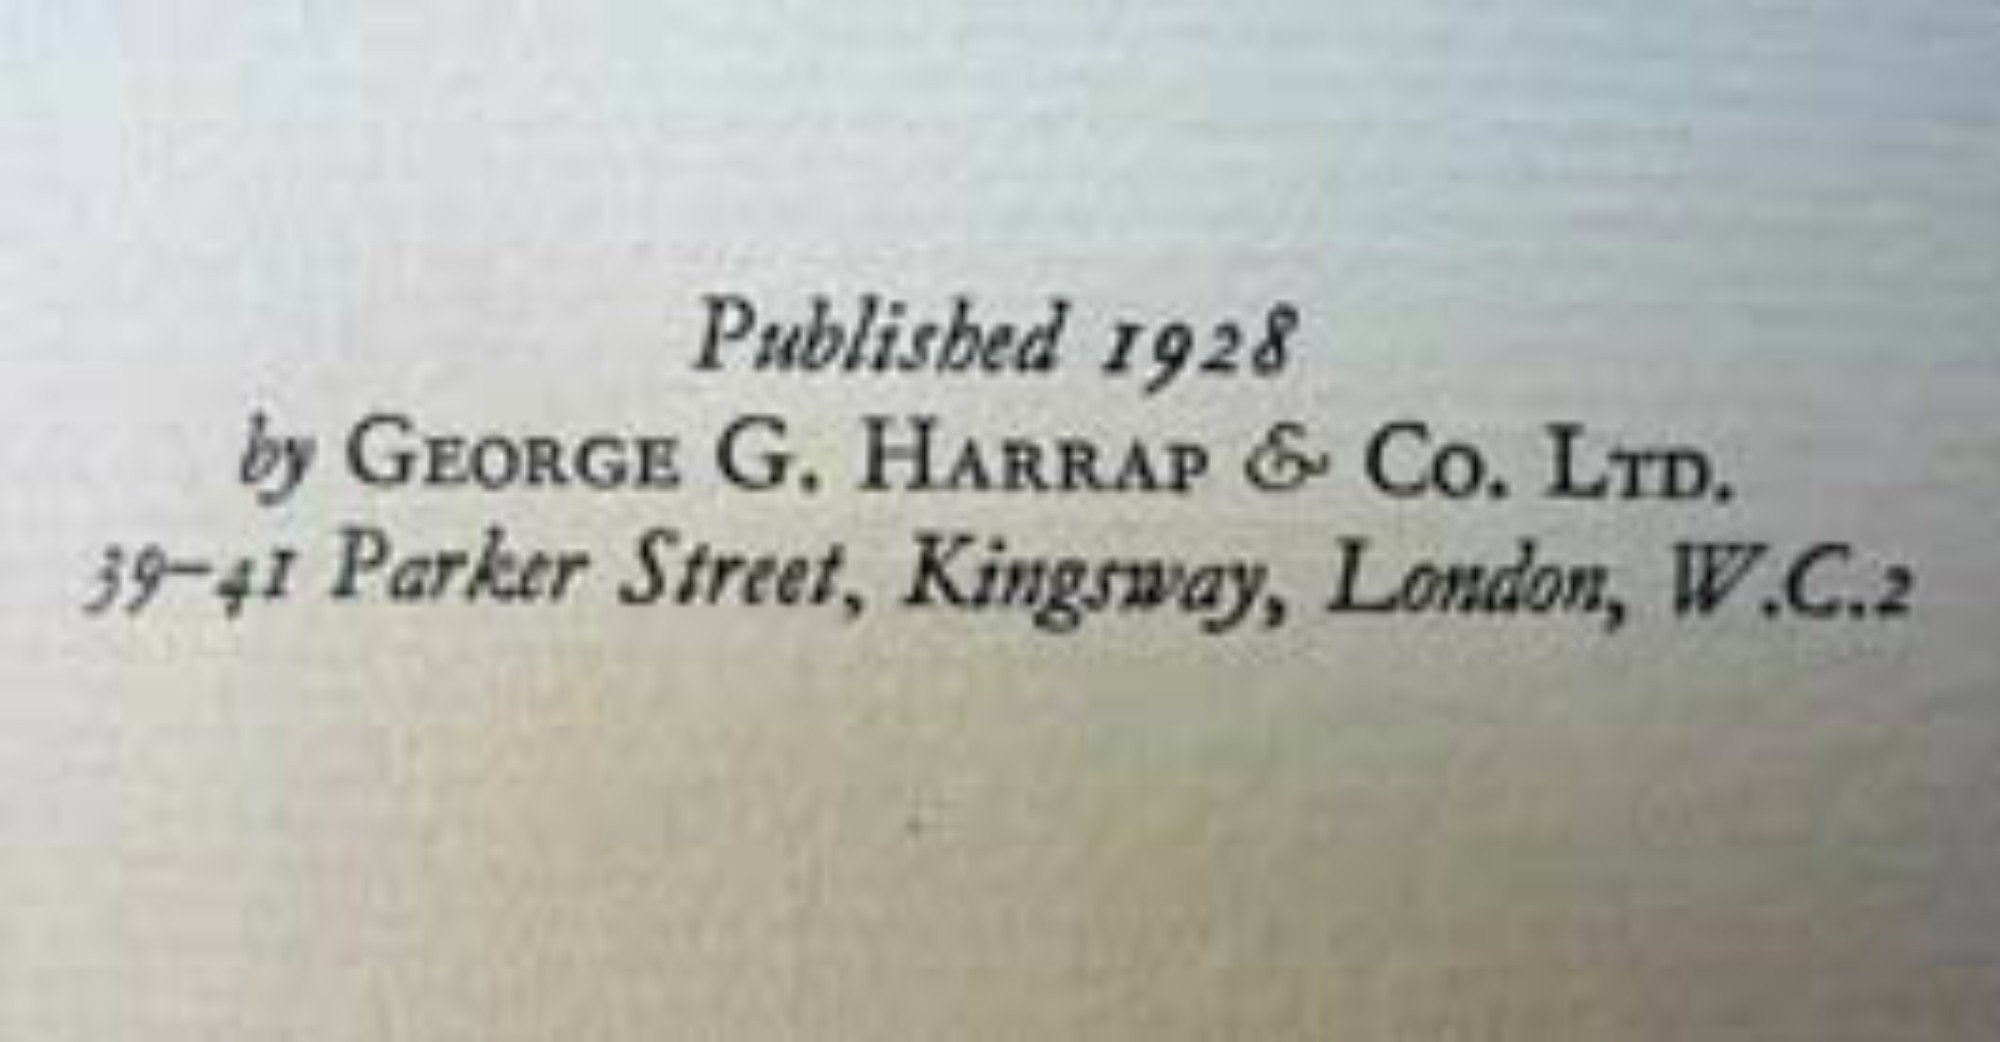 Published 1928
by GEORGE G. HARRAP & CO. LTD.
39–41 Parker Street, Kingsway, London, W.C.2